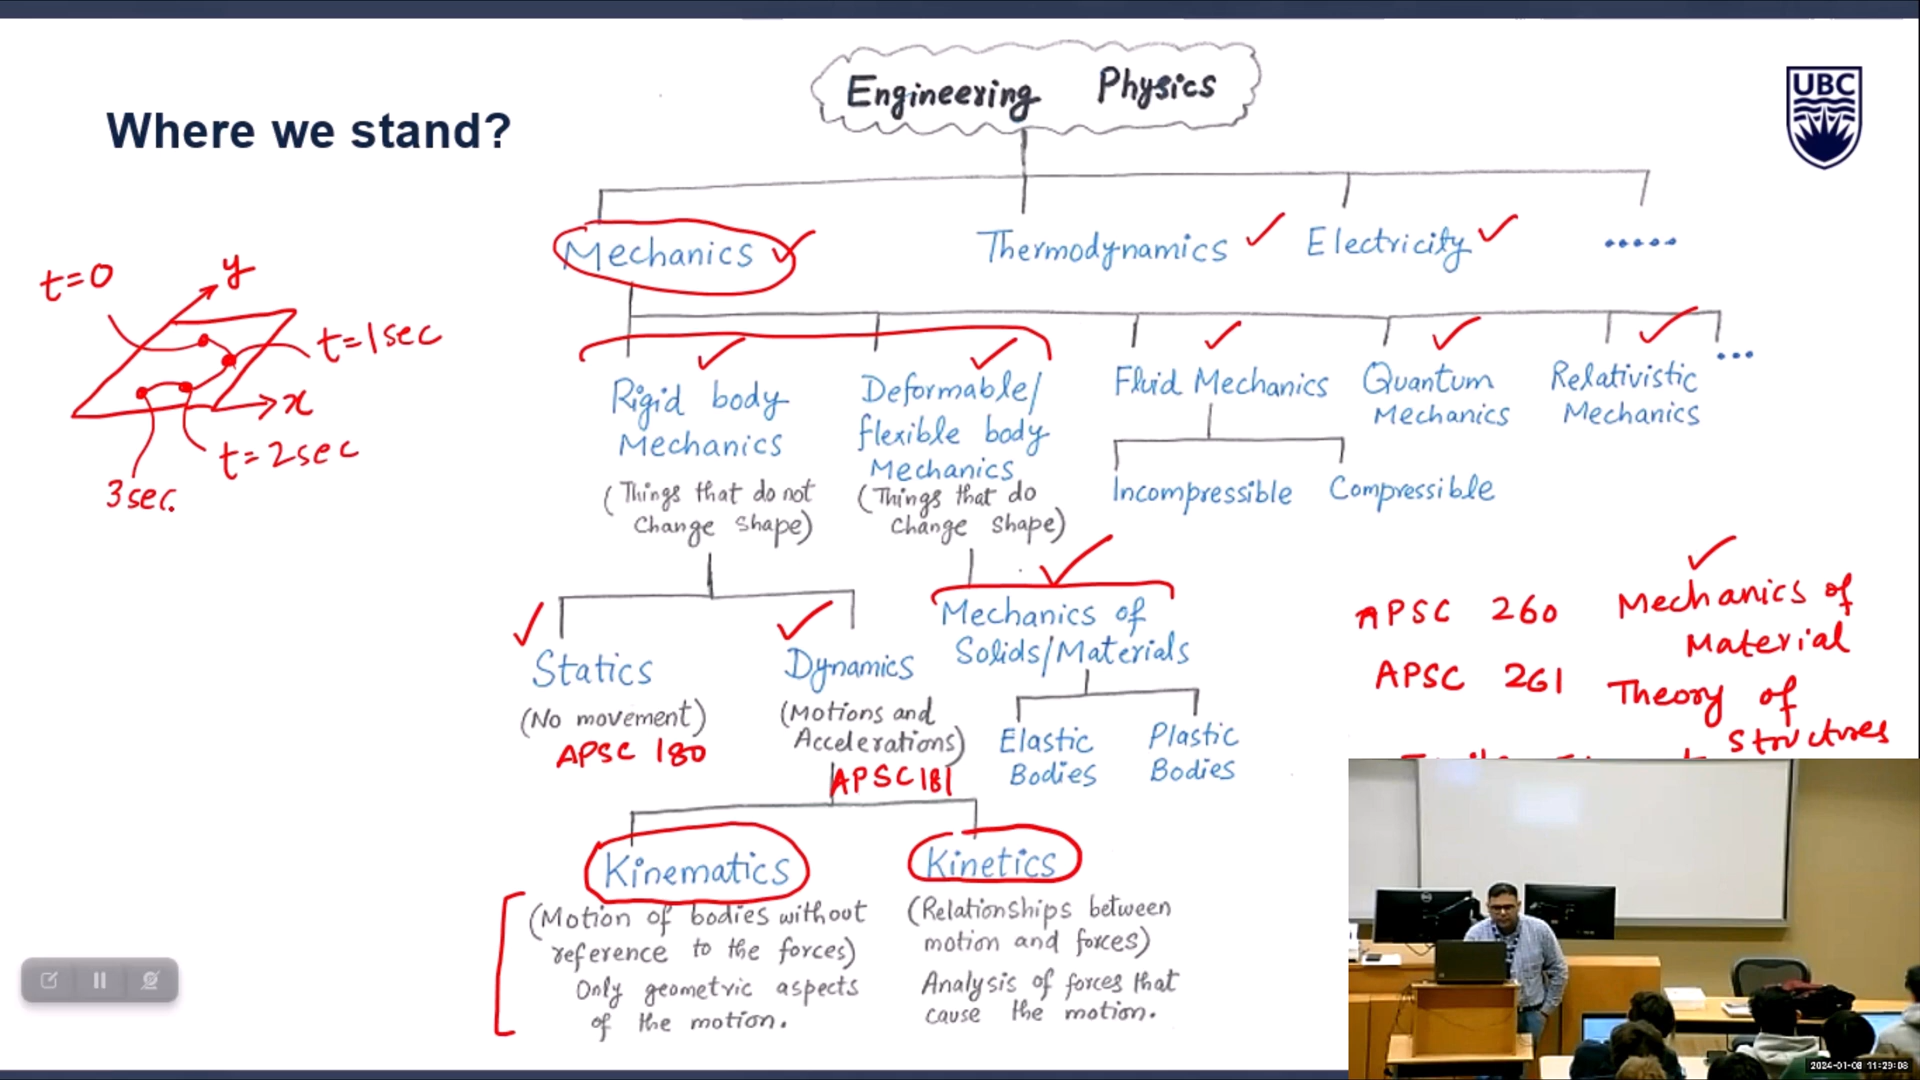 Where we stand?
Engineering Physics
UBC
Mechanics
Thermodynamics
Electricity
.....
t=0
y
t=1sec
x
t=2sec
3sec.
Rigid body
Mechanics
(Things that do not
Change Shape)
Deformable/
flexible body
Mechanics
(Things that do
Change Shape)
Fluid Mechanics
Incompressible
Compressible
Quantum
Mechanics
Relativistic
Mechanics
...
Statics
(No movement)
APSC 180
Dynamics
(Motions and
Accelerations)
APSC 181
Mechanics of
Solids/Materials
Elastic
Bodies
Plastic
Bodies
APSC 260 Mechanics of
Material
APSC 261 Theory of
Structures
Kinematics
(Motion of bodies without
reference to the forces)
Only geometric aspects
of the motion.
Kinetics
(Relationships between
motion and forces)
Analysis of forces that
cause the motion.
2024-01-08 11:29:08